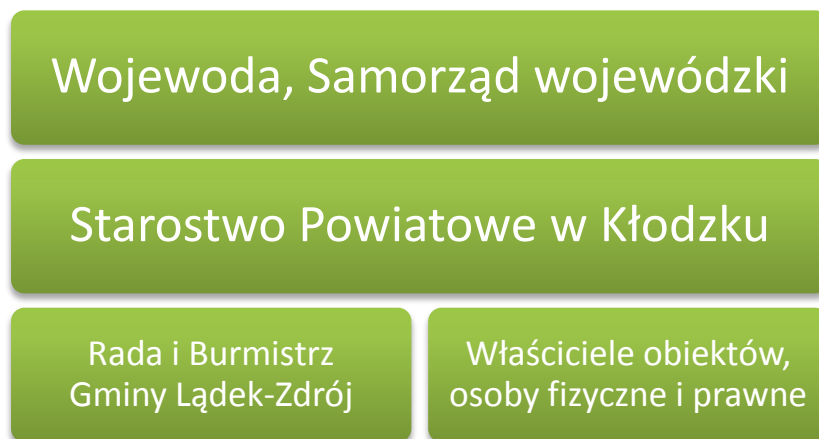 Wojewoda, Samorząd wojewódzki
Starostwo Powiatowe w Kłodzku
Rada i Burmistrz
Gminy Lądek-Zdrój
Właściciele obiektów,
osoby fizyczne i prawne